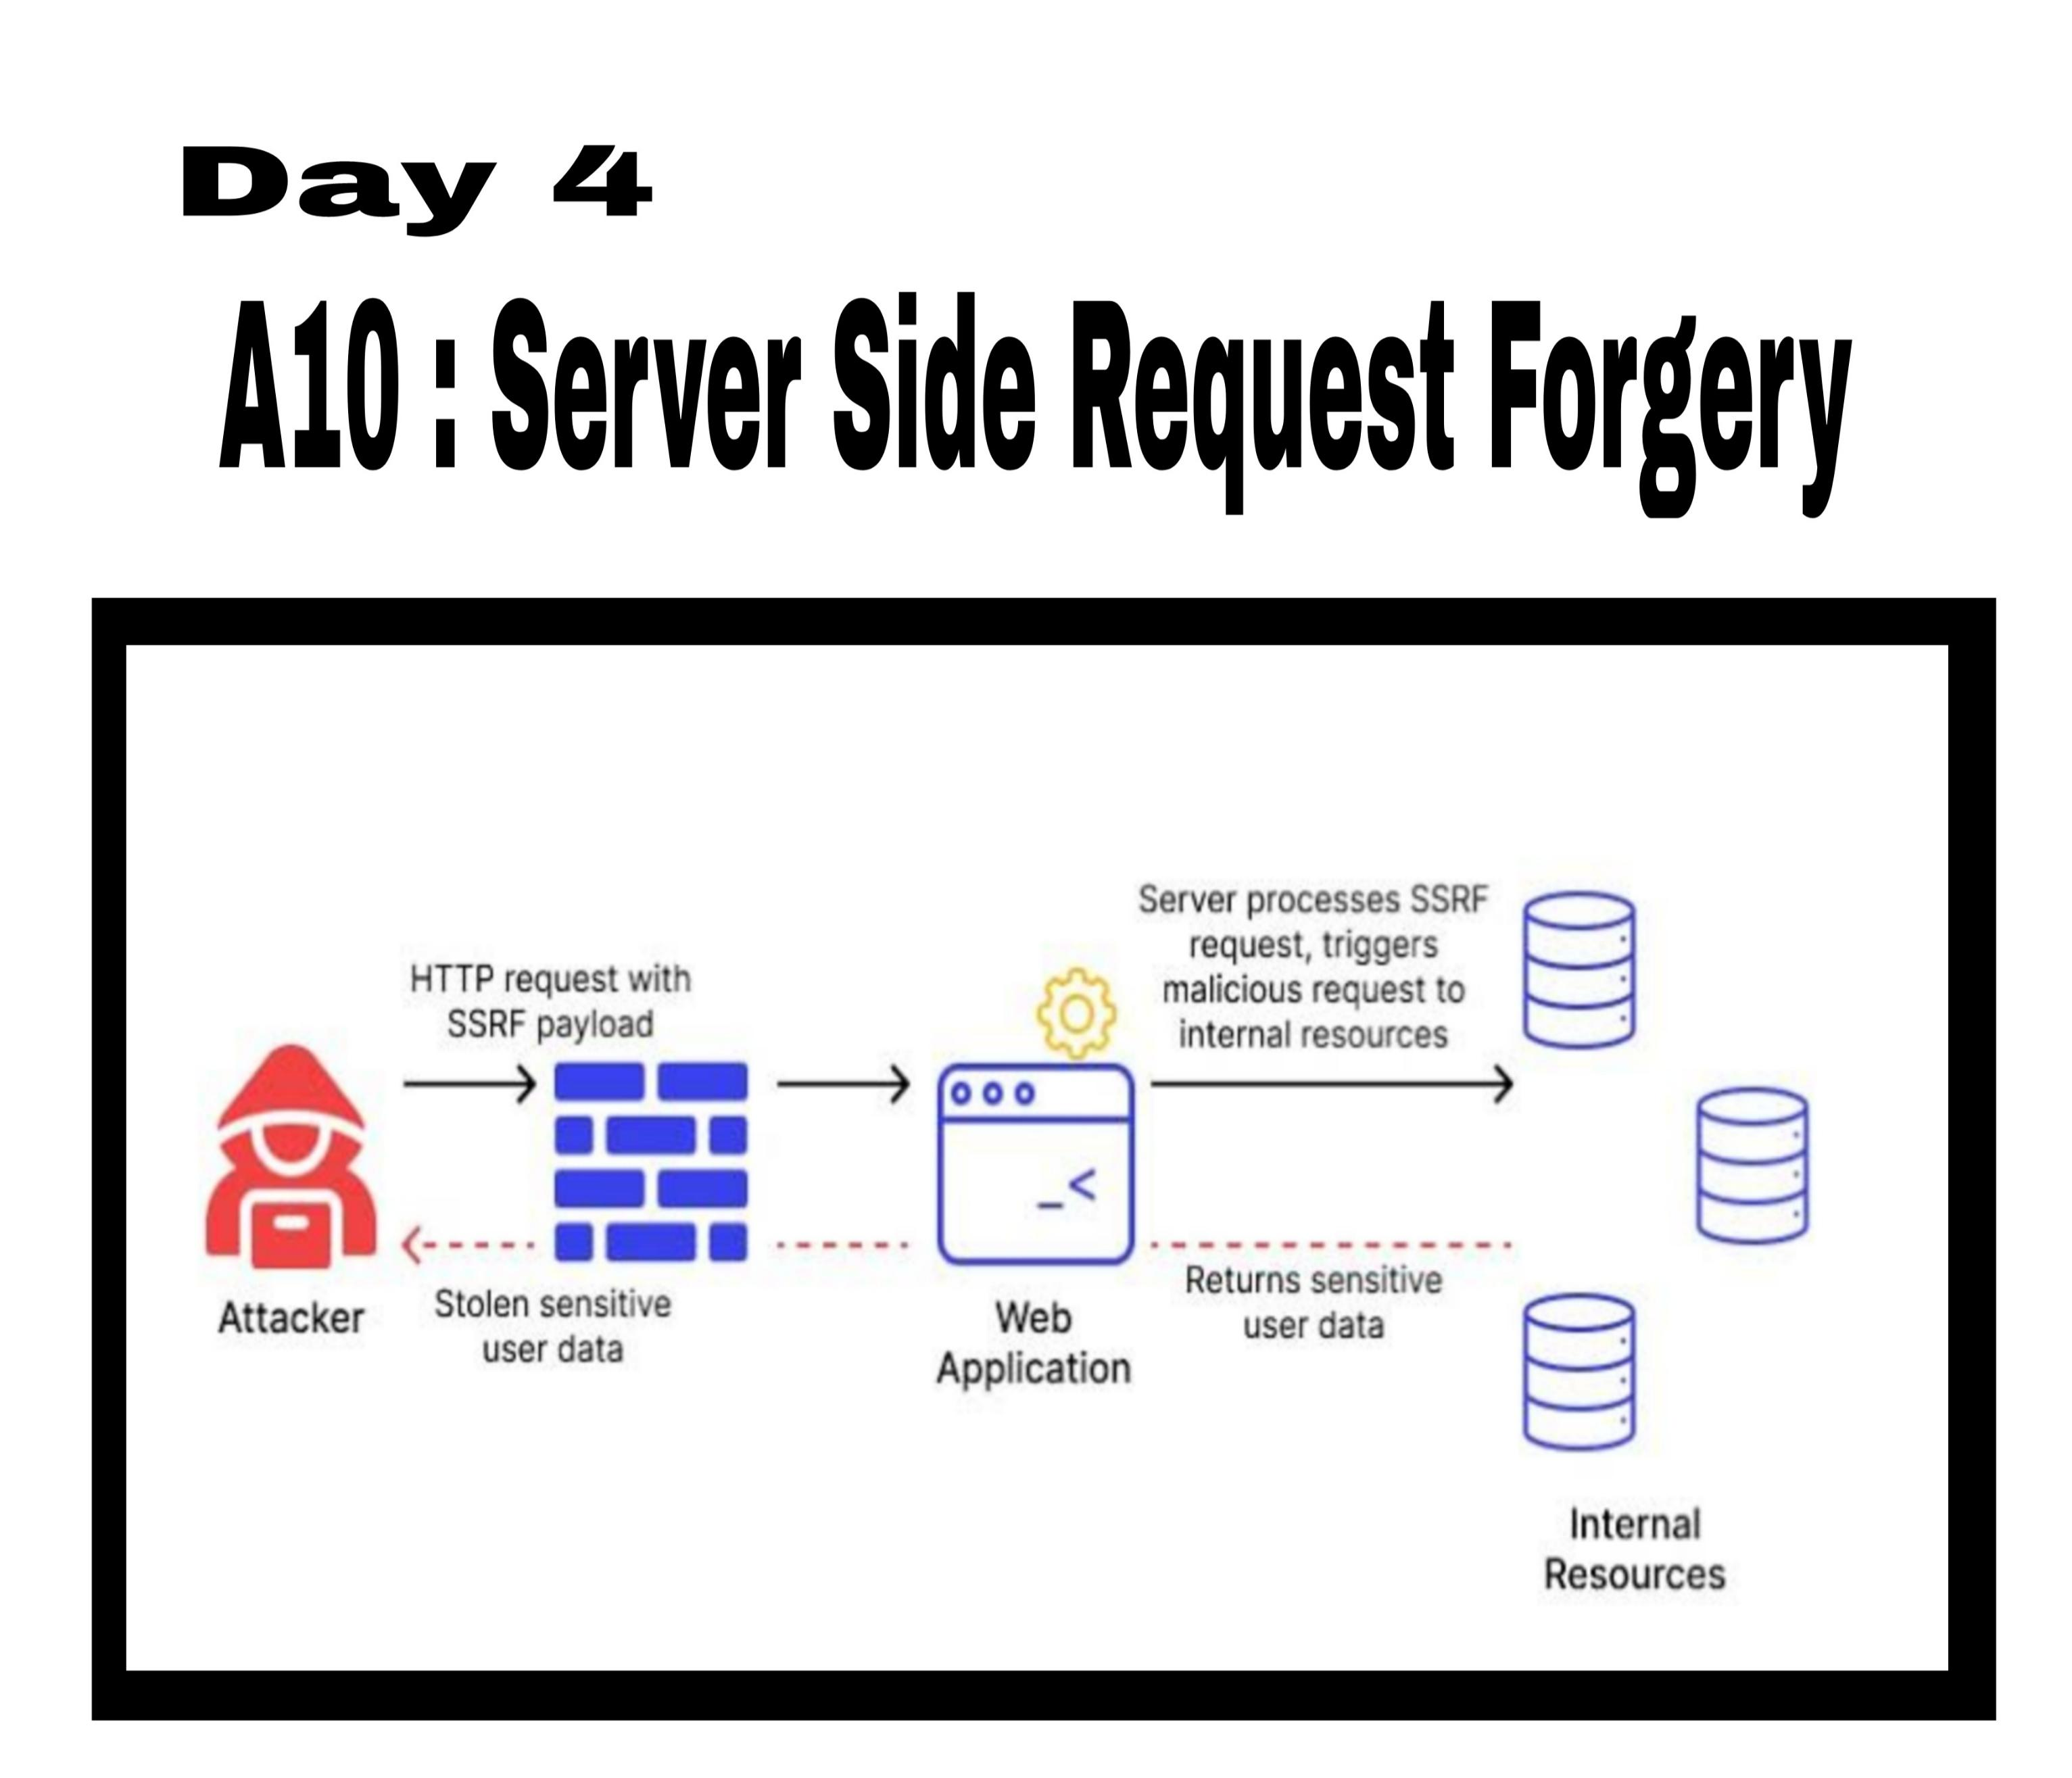 Day 4
A10 : Server Side Request Forgery
HTTP request with
SSRF payload
Server processes SSRF
request, triggers
malicious request to
internal resources
_<
Attacker
Stolen sensitive
user data
Web
Application
Returns sensitive
user data
Internal
Resources